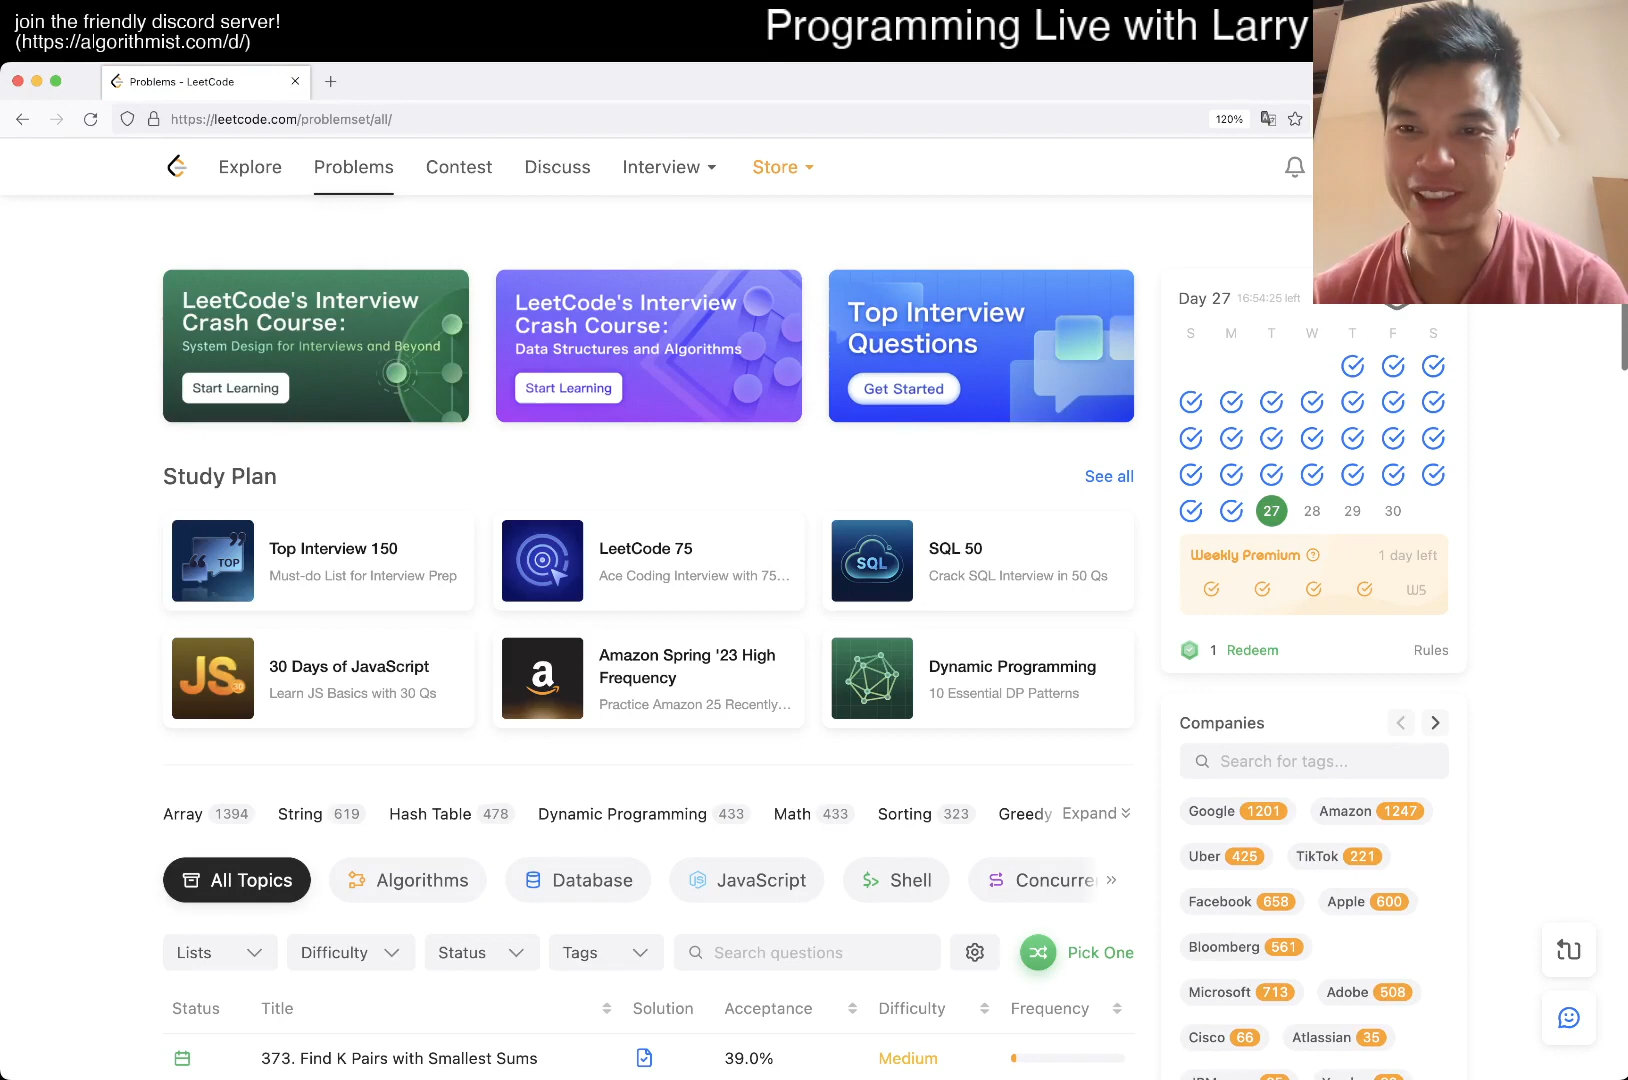 join the friendly discord server!
(https://algorithmist.com/d/)
Programming Live with Larry
Problems - LeetCode
https://leetcode.com/problemset/all/
120%
Explore
Problems
Contest
Discuss
Interview
Store
LeetCode's Interview
Crash Course:
System Design for Interviews and Beyond
Start Learning
LeetCode's Interview
Crash Course:
Data Structures and Algorithms
Start Learning
Top Interview
Questions
Get Started
Day 27 16:54:25 left
S M T W T F S
27 28 29 30
Weekly Premium 1 day left
W5
1 Redeem
Rules
Study Plan
See all
TOP
Top Interview 150
Must-do List for Interview Prep
LeetCode 75
Ace Coding Interview with 75...
SQL
SQL 50
Crack SQL Interview in 50 Qs
JS 30
30 Days of JavaScript
Learn JS Basics with 30 Qs
a
Amazon Spring '23 High
Frequency
Practice Amazon 25 Recently...
Dynamic Programming
10 Essential DP Patterns
Array 1394
String 619
Hash Table 478
Dynamic Programming 433
Math 433
Sorting 323
Greedy
Expand
All Topics
Algorithms
Database
JavaScript
$> Shell
Concurre
Lists
Difficulty
Status
Tags
Search questions
Pick One
Status Title Solution Acceptance Difficulty Frequency
373. Find K Pairs with Smallest Sums 39.0% Medium
Companies
Search for tags...
Google 1201
Amazon 1247
Uber 425
TikTok 221
Facebook 658
Apple 600
Bloomberg 561
Microsoft 713
Adobe 508
Cisco 66
Atlassian 35